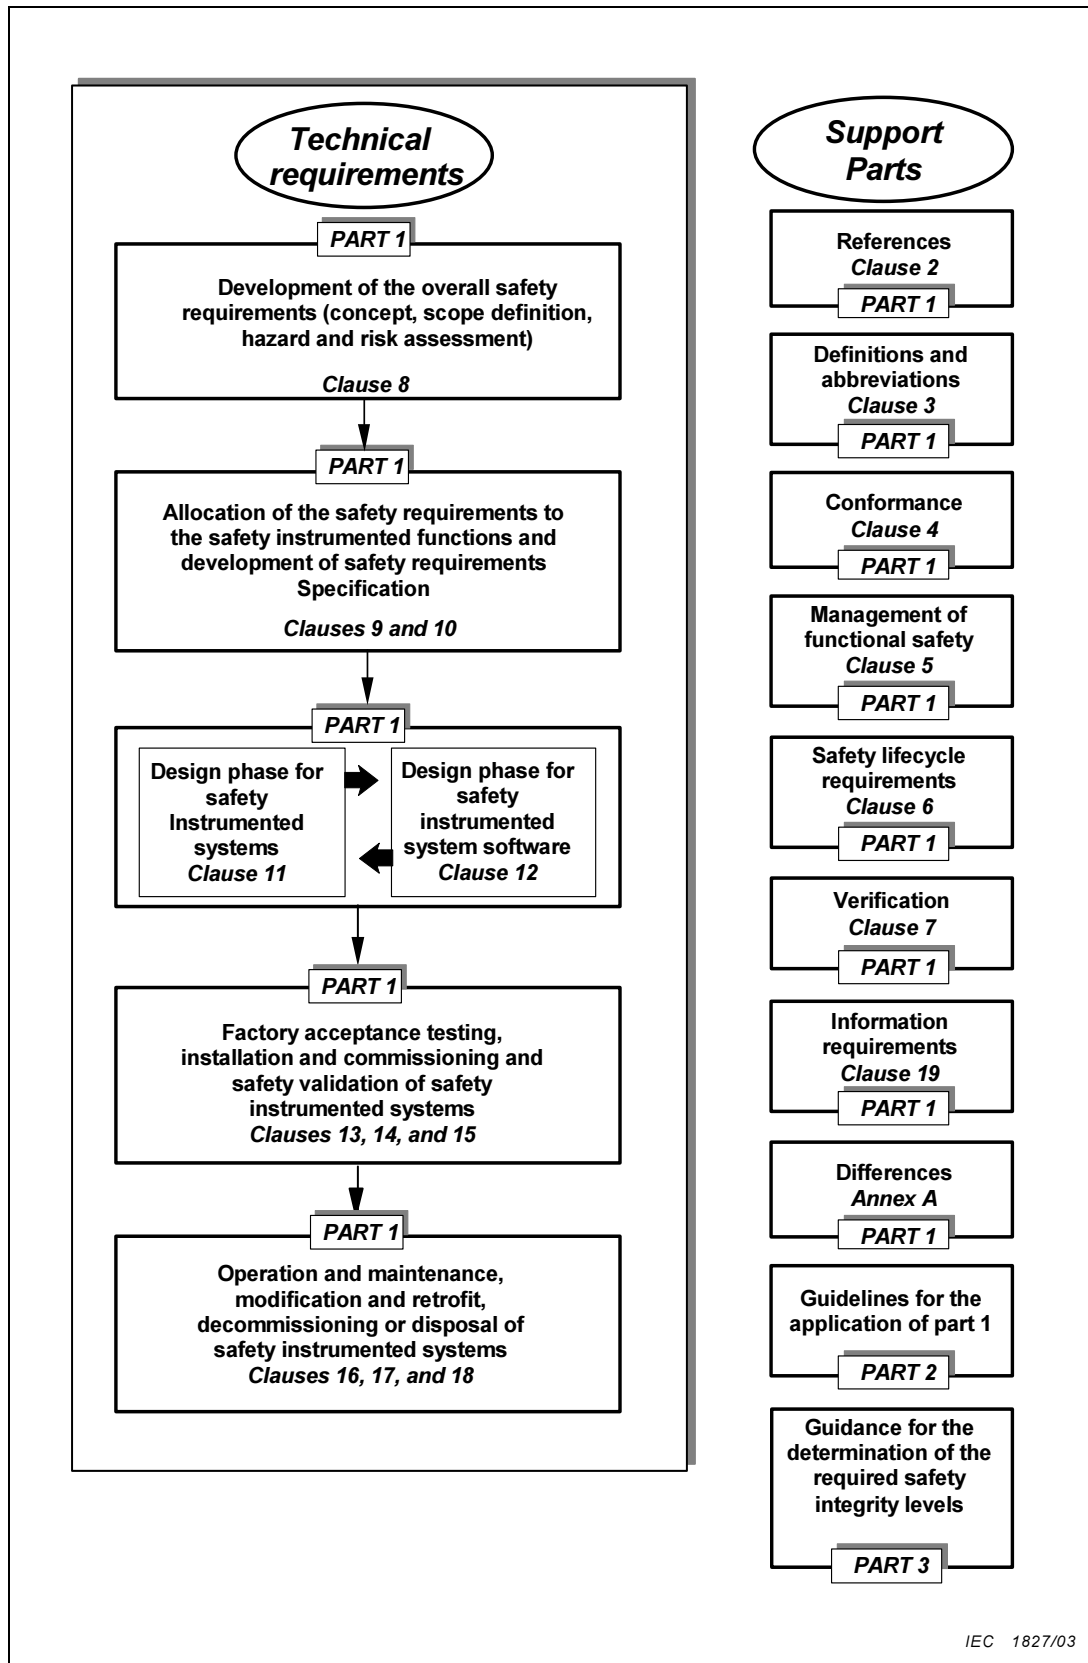 Technical
requirements
PART 1
Development of the overall safety
requirements (concept, scope definition,
hazard and risk assessment)
Clause 8
PART 1
Allocation of the safety requirements to
the safety instrumented functions and
development of safety requirements
Specification
Clauses 9 and 10
PART 1
Design phase for
safety
Instrumented
systems
Clause 11
Design phase for
safety
instrumented
system software
Clause 12
PART 1
Factory acceptance testing,
installation and commissioning and
safety validation of safety
instrumented systems
Clauses 13, 14, and 15
PART 1
Operation and maintenance,
modification and retrofit,
decommissioning or disposal of
safety instrumented systems
Clauses 16, 17, and 18
Support
Parts
References
Clause 2
PART 1
Definitions and
abbreviations
Clause 3
PART 1
Conformance
Clause 4
PART 1
Management of
functional safety
Clause 5
PART 1
Safety lifecycle
requirements
Clause 6
PART 1
Verification
Clause 7
PART 1
Information
requirements
Clause 19
PART 1
Differences
Annex A
PART 1
Guidelines for the
application of part 1
PART 2
Guidance for the
determination of the
required safety
integrity levels
PART 3
IEC 1827/03